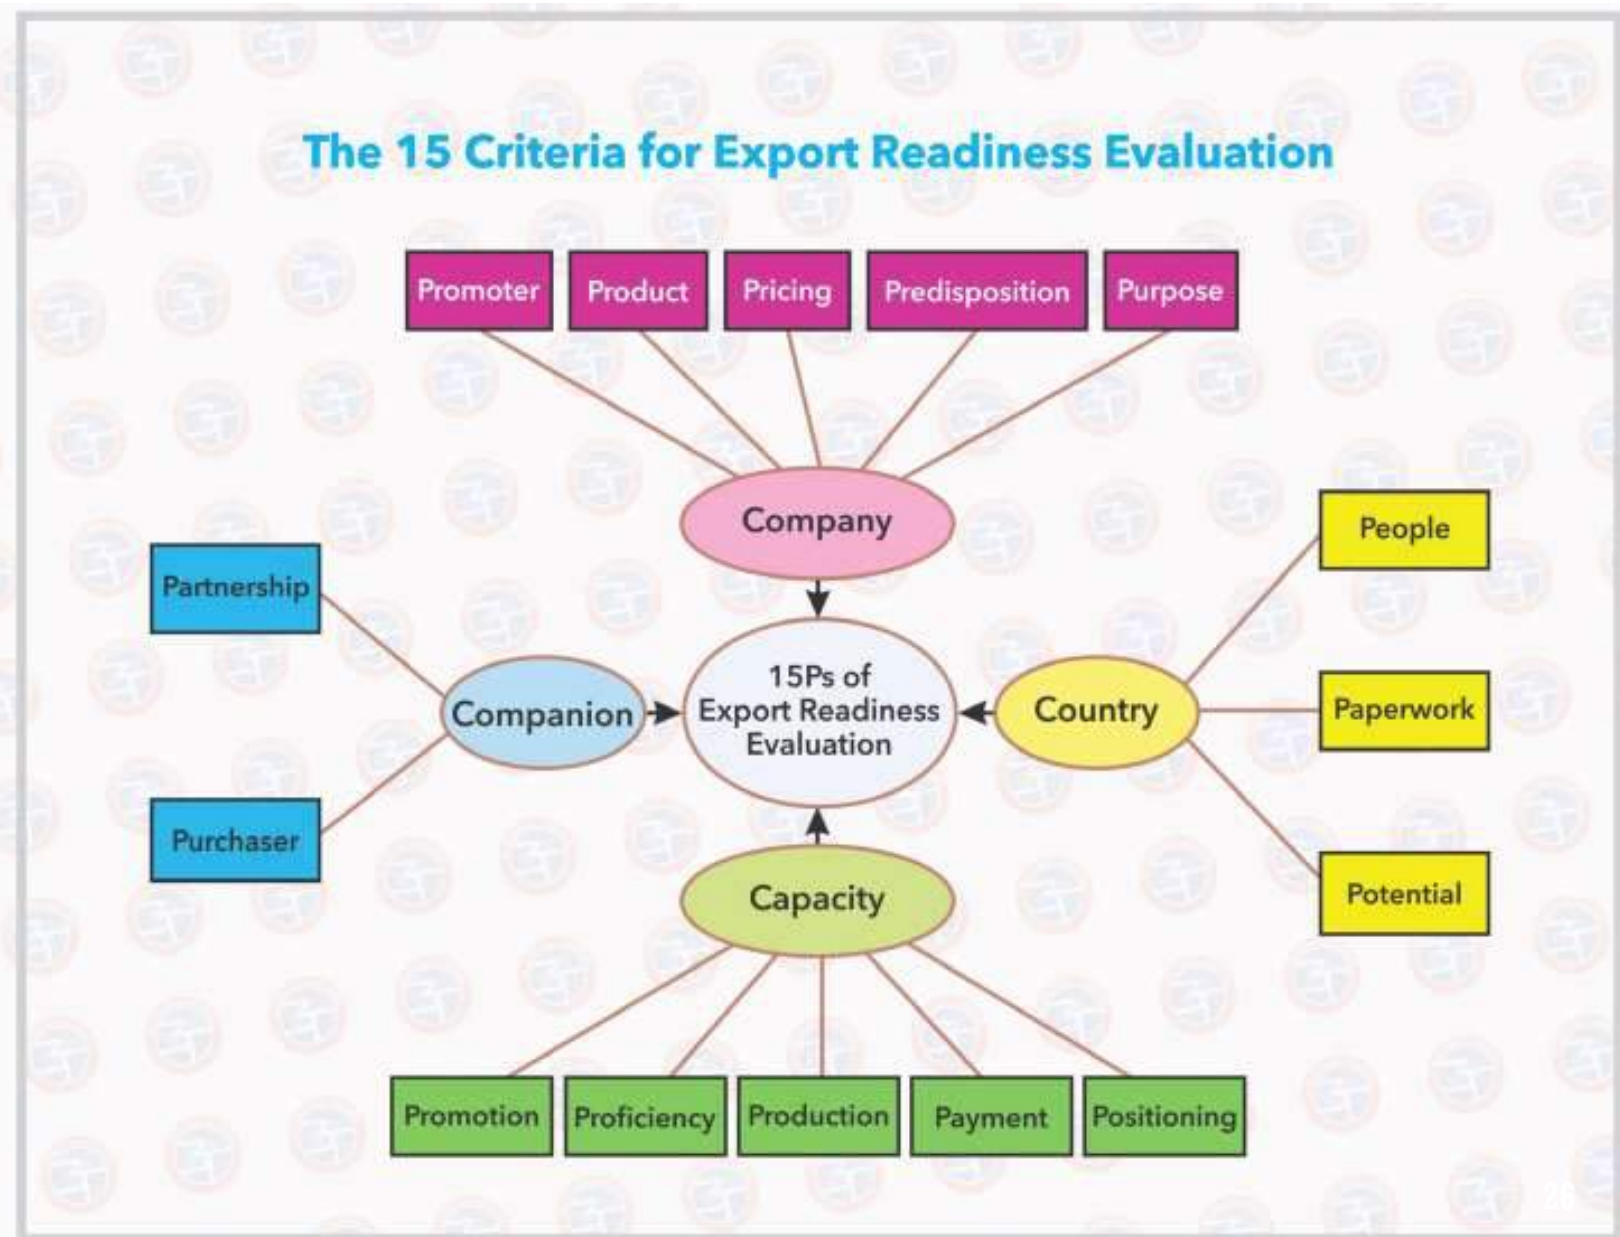 The 15 Criteria for Export Readiness Evaluation
Promoter
Product
Pricing
Predisposition
Purpose
Company
People
Partnership
15Ps of
Export Readiness
Evaluation
Companion
Country
Paperwork
Purchaser
Capacity
Potential
Promotion
Proficiency
Production
Payment
Positioning
26